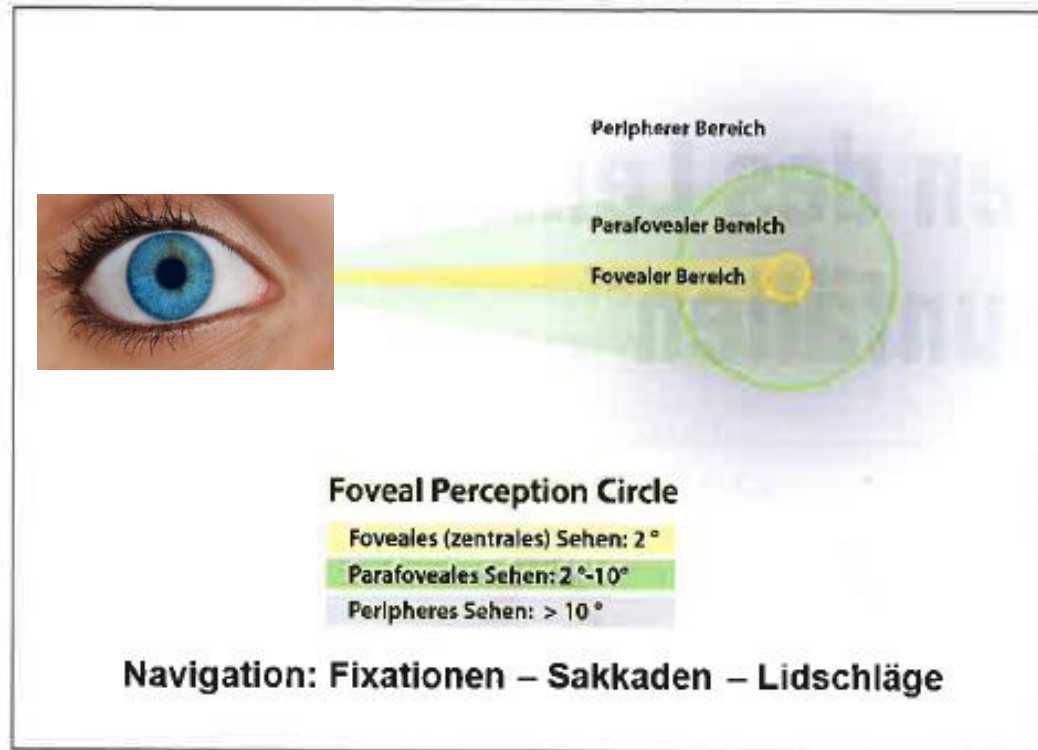 Peripherer Bereich
Parafovealer Bereich
Fovealer Bereich
Foveal Perception Circle
Foveales (zentrales) Sehen: 2 °
Parafoveales Sehen: 2 °-10°
Peripheres Sehen: > 10 °
Navigation: Fixationen – Sakkaden – Lidschläge